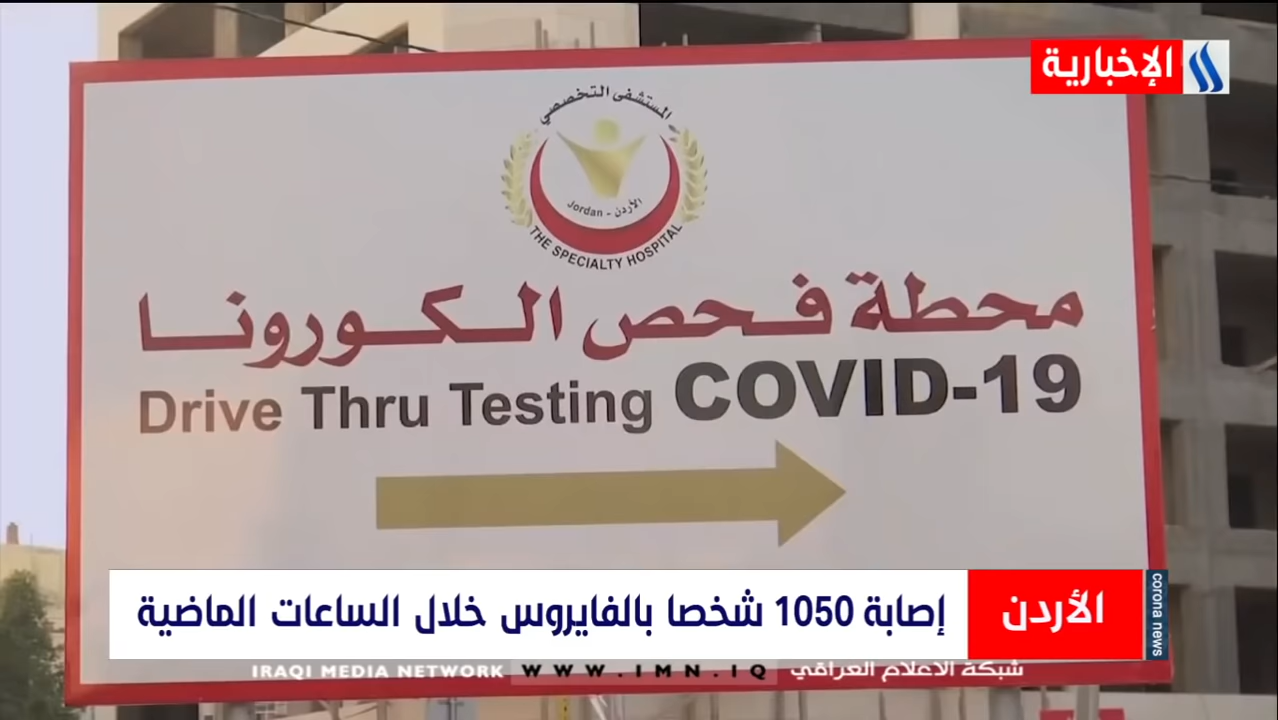 الإخبارية
المستشفى التخصصي
الأردن - Jordan
THE SPECIALTY HOSPITAL
محطة فحص الكورونا
Drive Thru Testing COVID-19
الأردن
إصابة 1050 شخصا بالفايروس خلال الساعات الماضية
corona news
IRAQI MEDIA NETWORK WWW.IMN.IQ شبكة الاعلام العراقي